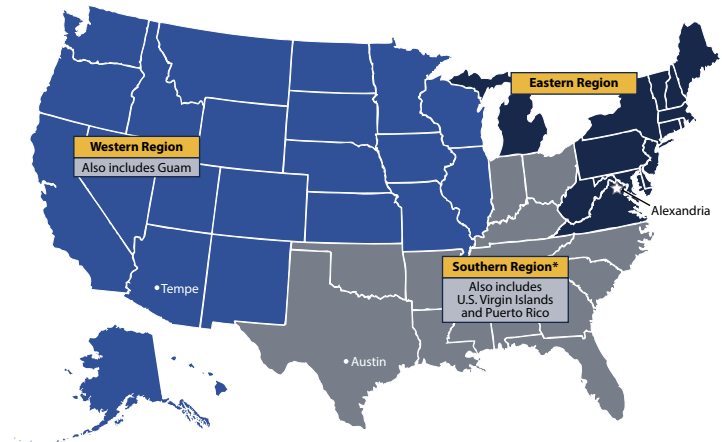 Eastern Region
Western Region
Also includes Guam
Alexandria
Southern Region*
Also includes
U.S. Virgin Islands
and Puerto Rico
Tempe
Austin